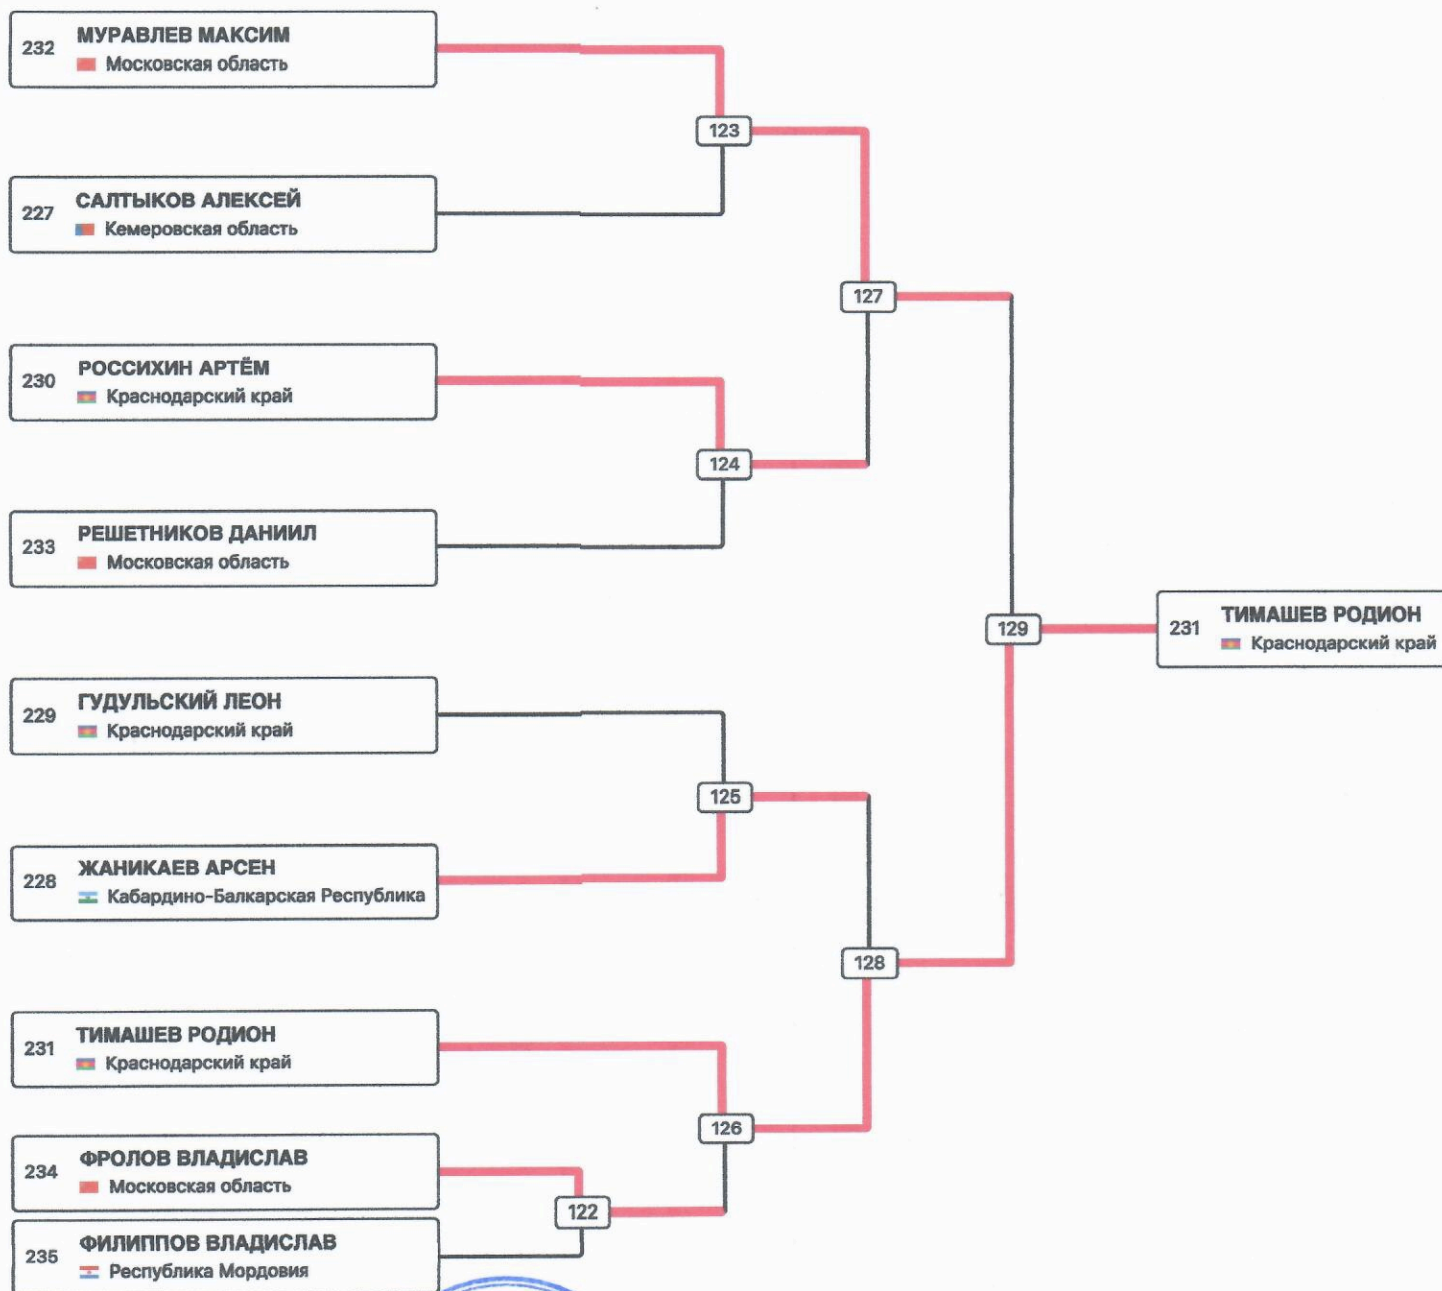 232
МУРАВЛЕВ МАКСИМ
Московская область
123
227
САЛТЫКОВ АЛЕКСЕЙ
Кемеровская область
127
230
РОССИХИН АРТЁМ
Краснодарский край
124
233
РЕШЕТНИКОВ ДАНИИЛ
Московская область
129
231
ТИМАШЕВ РОДИОН
Краснодарский край
229
ГУДУЛЬСКИЙ ЛЕОН
Краснодарский край
125
228
ЖАНИКАЕВ АРСЕН
Кабардино-Балкарская Республика
128
231
ТИМАШЕВ РОДИОН
Краснодарский край
126
234
ФРОЛОВ ВЛАДИСЛАВ
Московская область
122
235
ФИЛИППОВ ВЛАДИСЛАВ
Республика Мордовия